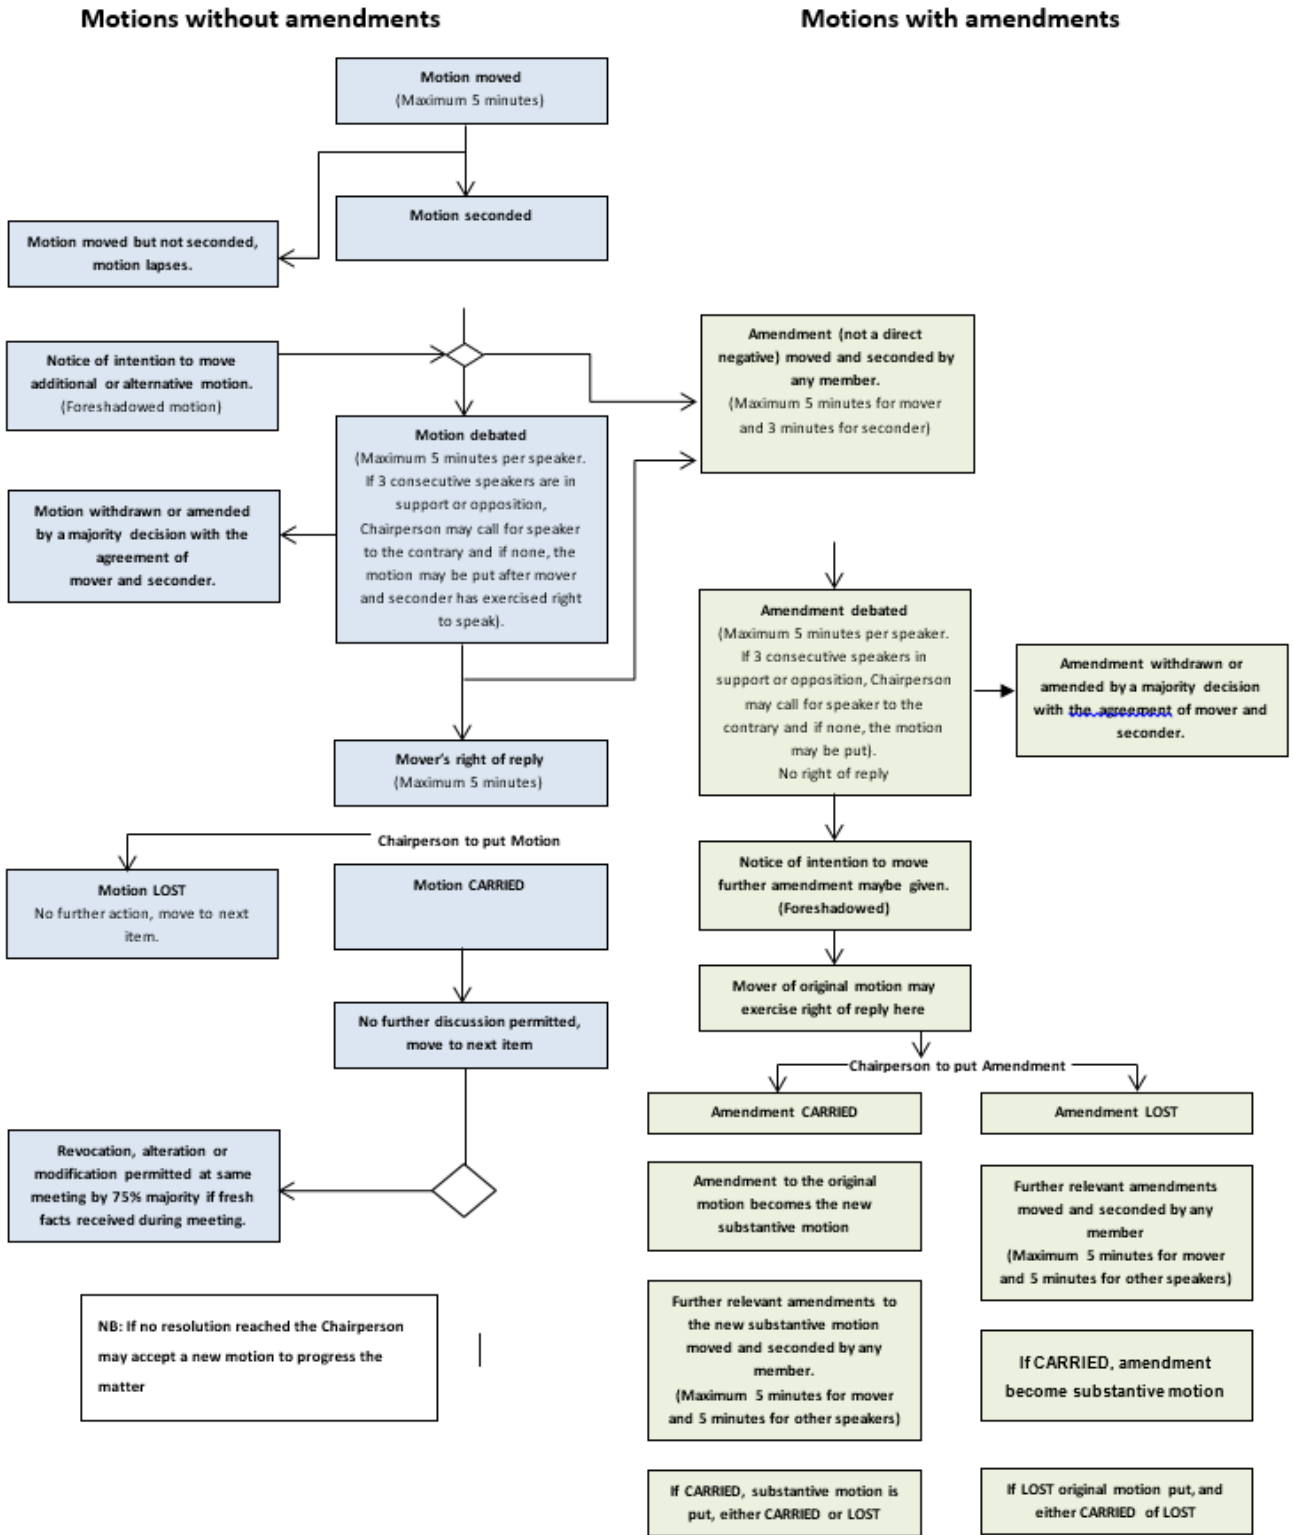 Motions without amendments
Motions with amendments
Motion moved
(Maximum 5 minutes)
Motion seconded
Motion moved but not seconded,
motion lapses.
Notice of intention to move
additional or alternative motion.
(Foreshadowed motion)
Motion debated
(Maximum 5 minutes per speaker.
If 3 consecutive speakers are in
support or opposition,
Chairperson may call for speaker
to the contrary and if none, the
motion may be put after mover
and seconder has exercised right
to speak).
Motion withdrawn or amended
by a majority decision with the
agreement of
mover and seconder.
Mover's right of reply
(Maximum 5 minutes)
Chairperson to put Motion
Motion LOST
No further action, move to next
item.
Motion CARRIED
No further discussion permitted,
move to next item
Revocation, alteration or
modification permitted at same
meeting by 75% majority if fresh
facts received during meeting.
NB: If no resolution reached the Chairperson
may accept a new motion to progress the
matter
Amendment (not a direct
negative) moved and seconded by
any member.
(Maximum 5 minutes for mover
and 3 minutes for seconder)
Amendment debated
(Maximum 5 minutes per speaker.
If 3 consecutive speakers in
support or opposition, Chairperson
may call for speaker to the
contrary and if none, the motion
may be put).
No right of reply
Amendment withdrawn or
amended by a majority decision
with the agreement of mover and
seconder.
Notice of intention to move
further amendment maybe given.
(Foreshadowed)
Mover of original motion may
exercise right of reply here
Chairperson to put Amendment
Amendment CARRIED
Amendment to the original
motion becomes the new
substantive motion
Further relevant amendments to
the new substantive motion
moved and seconded by any
member.
(Maximum 5 minutes for mover
and 5 minutes for other speakers)
If CARRIED, substantive motion is
put, either CARRIED or LOST
Amendment LOST
Further relevant amendments
moved and seconded by any
member
(Maximum 5 minutes for mover
and 5 minutes for other speakers)
If CARRIED, amendment
become substantive motion
If LOST original motion put, and
either CARRIED of LOST